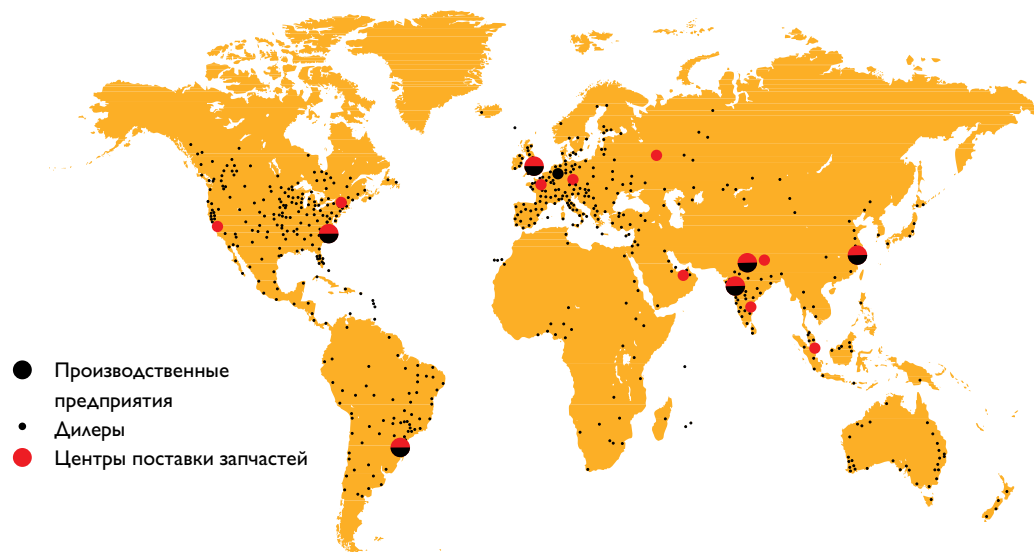 Производственные
предприятия
Дилеры
Центры поставки запчастей